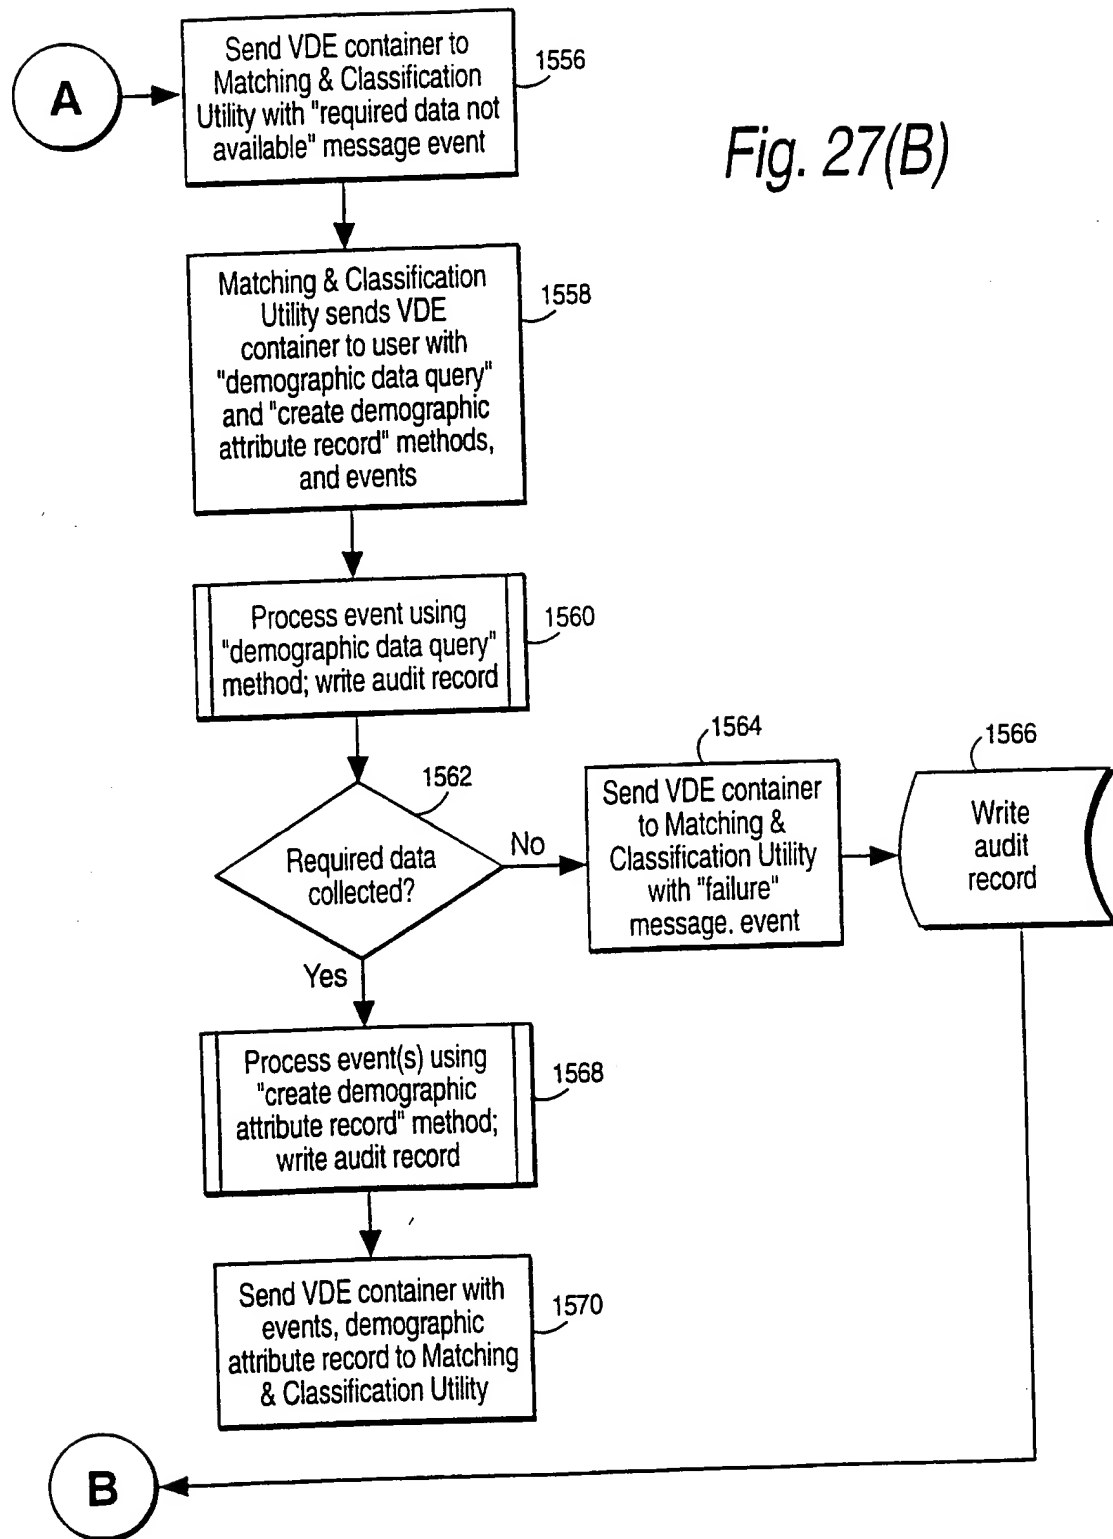 A
Send VDE container to
Matching & Classification
Utility with "required data not
available" message event
1556
Fig. 27(B)
Matching & Classification
Utility sends VDE
container to user with
"demographic data query"
and "create demographic
attribute record" methods,
and events
1558
Process event using
"demographic data query"
method; write audit record
1560
1562
Required data
collected?
No
Yes
1564
Send VDE container
to Matching &
Classification Utility
with "failure"
message. event
1566
Write
audit
record
Process event(s) using
"create demographic
attribute record" method;
write audit record
1568
Send VDE container with
events, demographic
attribute record to Matching
& Classification Utility
1570
B